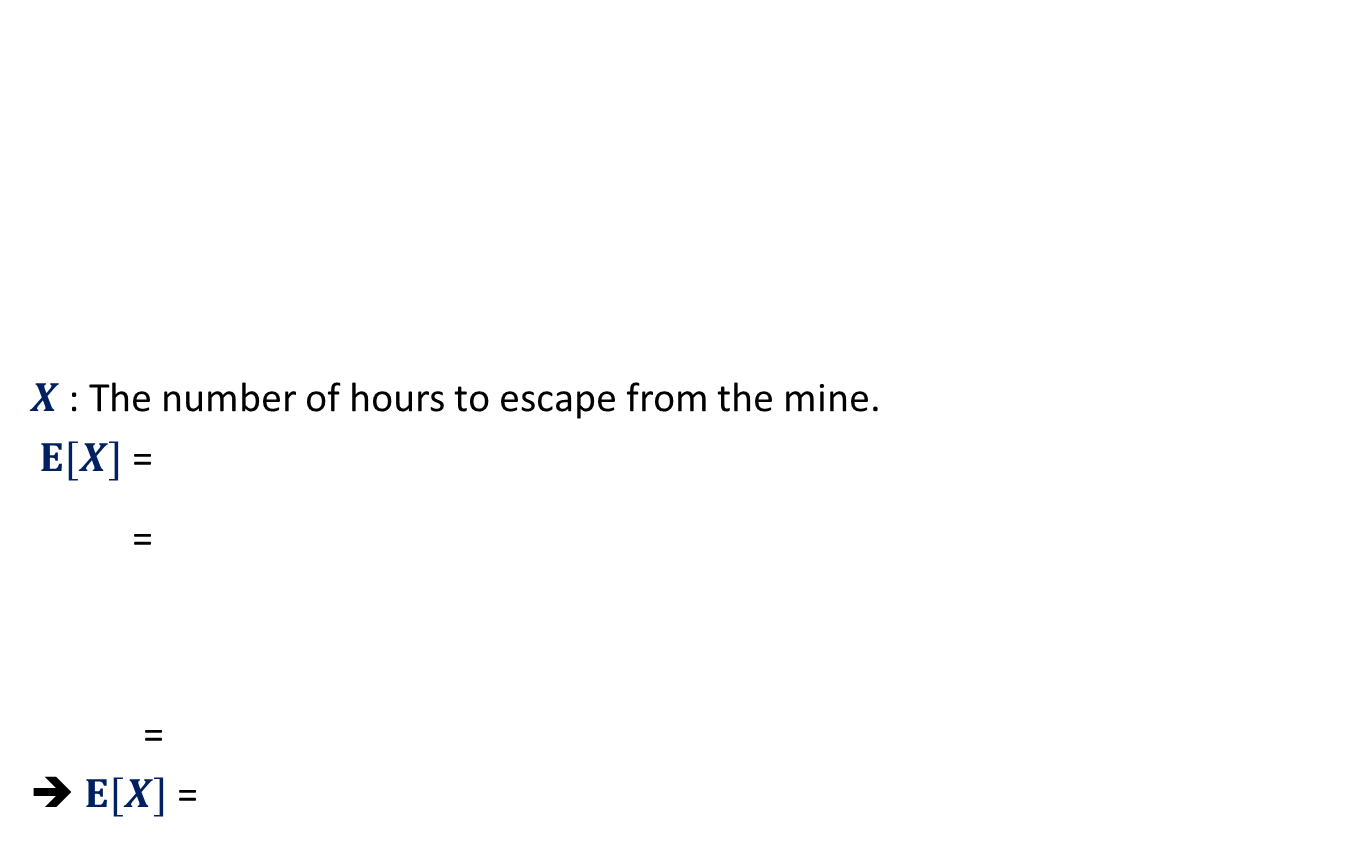 X : The number of hours to escape from the mine.
E[X] =
=
=
➔ E[X] =